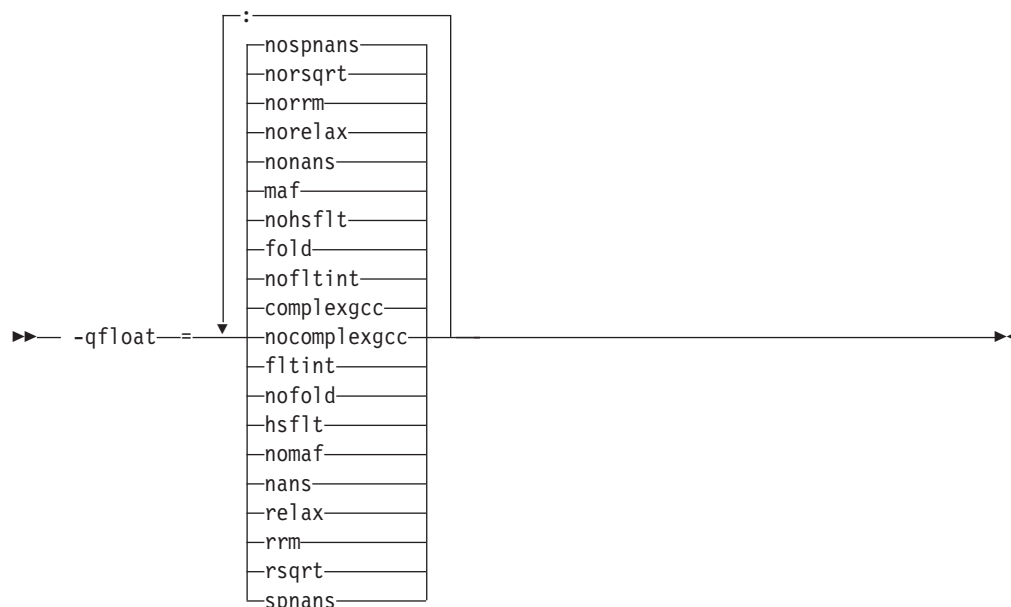 :
nospnans
norsqrt
norrm
norelax
nonans
maf
nohsflt
fold
nofltint
complexgcc
-qfloat = nocomplexgcc
fltint
nofold
hsflt
nomaf
nans
relax
rrm
rsqrt
spnans